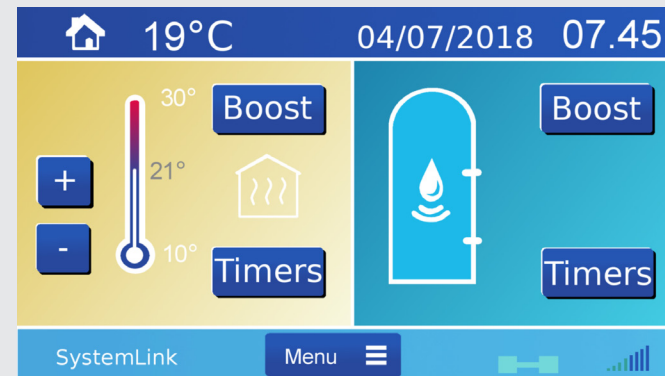 19°C 04/07/2018 07.45
30° Boost Boost
+ 21°
- 10° Timers Timers
SystemLink Menu